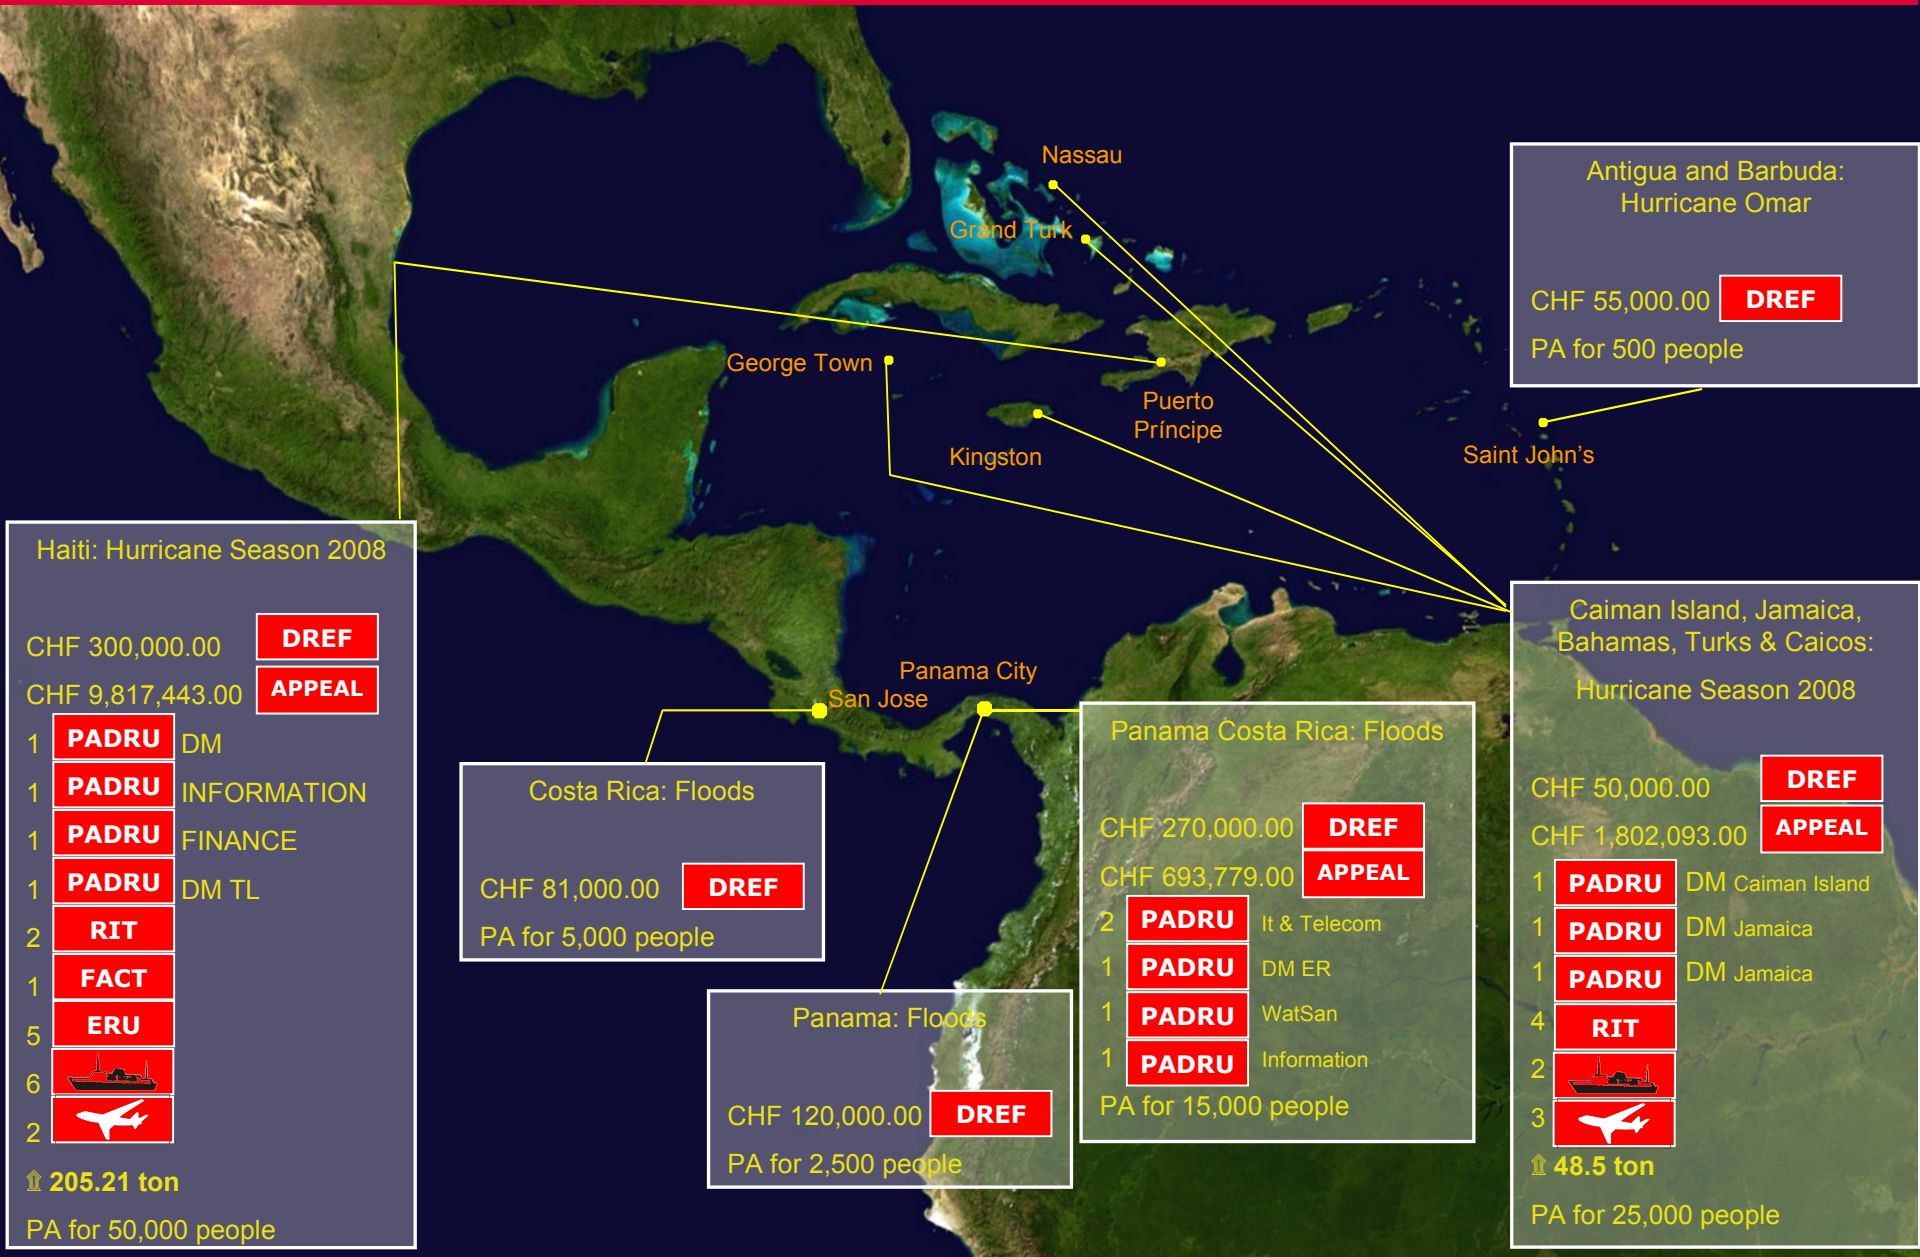 Nassau
Grand Turk
George Town
Puerto
Príncipe
Kingston
Saint John's
Panama City
San Jose
Antigua and Barbuda:
Hurricane Omar
CHF 55,000.00 DREF
PA for 500 people
Haiti: Hurricane Season 2008
CHF 300,000.00 DREF
CHF 9,817,443.00 APPEAL
1 PADRU DM
1 PADRU INFORMATION
1 PADRU FINANCE
1 PADRU DM TL
2 RIT
1 FACT
5 ERU
6
2
205.21 ton
PA for 50,000 people
Costa Rica: Floods
CHF 81,000.00 DREF
PA for 5,000 people
Panama: Floods
CHF 120,000.00 DREF
PA for 2,500 people
Panama Costa Rica: Floods
CHF 270,000.00 DREF
CHF 693,779.00 APPEAL
2 PADRU It & Telecom
1 PADRU DM ER
1 PADRU WatSan
1 PADRU Information
PA for 15,000 people
Caiman Island, Jamaica,
Bahamas, Turks & Caicos:
Hurricane Season 2008
CHF 50,000.00 DREF
CHF 1,802,093.00 APPEAL
1 PADRU DM Caiman Island
1 PADRU DM Jamaica
1 PADRU DM Jamaica
4 RIT
2
3
48.5 ton
PA for 25,000 people